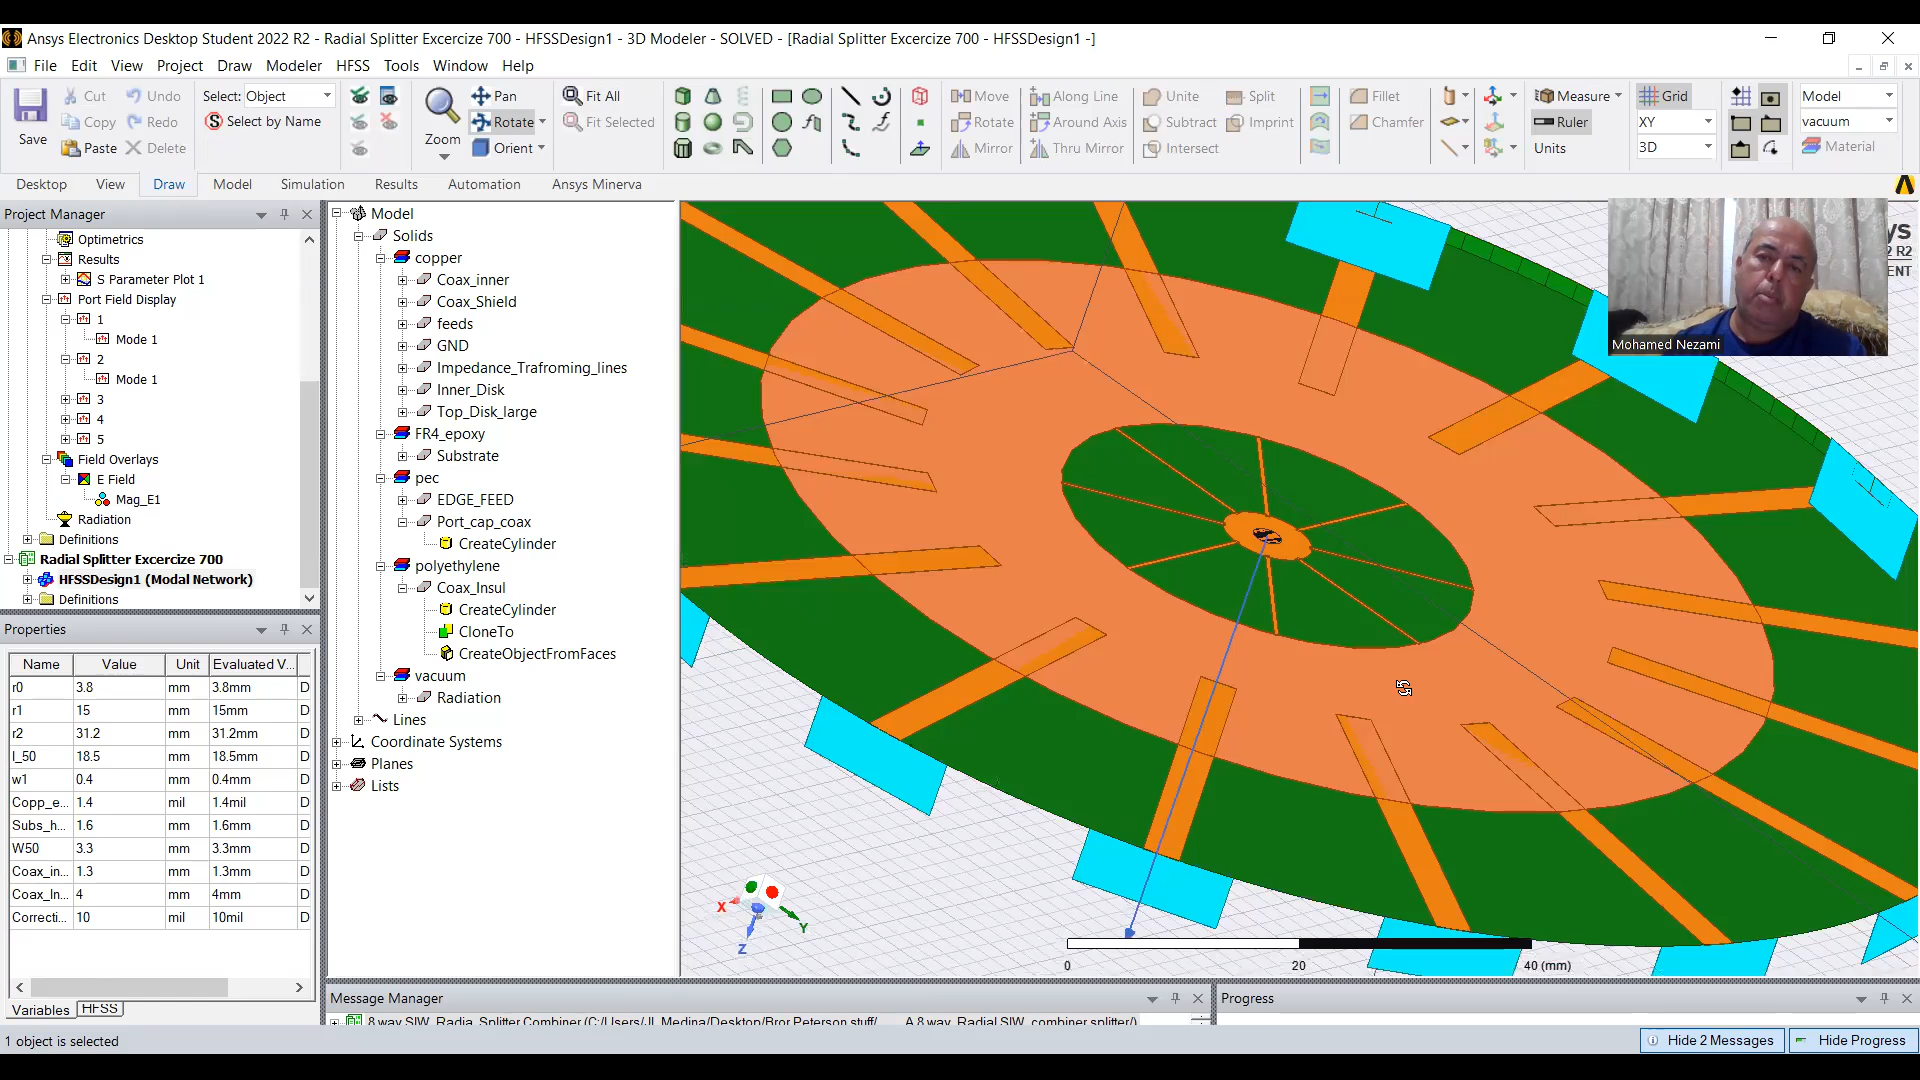 Ansys Electronics Desktop Student 2022 R2 - Radial Splitter Excercize 700 - HFSSDesign1 - 3D Modeler - SOLVED - [Radial Splitter Excercize 700 - HFSSDesign1 -]
File Edit View Project Draw Modeler HFSS Tools Window Help
Save
Cut Undo
Copy Redo
Paste Delete
Select: Object
Select by Name
Zoom
Pan
Rotate
Orient
Fit All
Fit Selected
Move Along Line
Rotate Around Axis
Mirror Thru Mirror
Unite Split
Subtract Imprint
Intersect
Fillet
Chamfer
Measure
Ruler
Units
Grid
XY
3D
Model
vacuum
Material
Desktop View Draw Model Simulation Results Automation Ansys Minerva
Project Manager
Optimetrics
Results
S Parameter Plot 1
Port Field Display
1
Mode 1
2
Mode 1
3
4
5
Field Overlays
E Field
Mag_E1
Radiation
Definitions
Radial Splitter Excercize 700
HFSSDesign1 (Modal Network)
Definitions
Properties
Name Value Unit Evaluated V...
r0 3.8 mm 3.8mm D
r1 15 mm 15mm D
r2 31.2 mm 31.2mm D
l_50 18.5 mm 18.5mm D
w1 0.4 mm 0.4mm D
Copp_e... 1.4 mil 1.4mil D
Subs_h... 1.6 mm 1.6mm D
W50 3.3 mm 3.3mm D
Coax_in... 1.3 mm 1.3mm D
Coax_In... 4 mm 4mm D
Correcti... 10 mil 10mil D
Variables HFSS
Model
Solids
copper
Coax_inner
Coax_Shield
feeds
GND
Impedance_Trafroming_lines
Inner_Disk
Top_Disk_large
FR4_epoxy
Substrate
pec
EDGE_FEED
Port_cap_coax
CreateCylinder
polyethylene
Coax_Insul
CreateCylinder
CloneTo
CreateObjectFromFaces
vacuum
Radiation
Lines
Coordinate Systems
Planes
Lists
ys
2 R2
ENT
Mohamed Nezami
X
Y
Z
0 20 40 (mm)
Message Manager
Progress
8 way SIW
1 object is selected
Hide 2 Messages Hide Progress